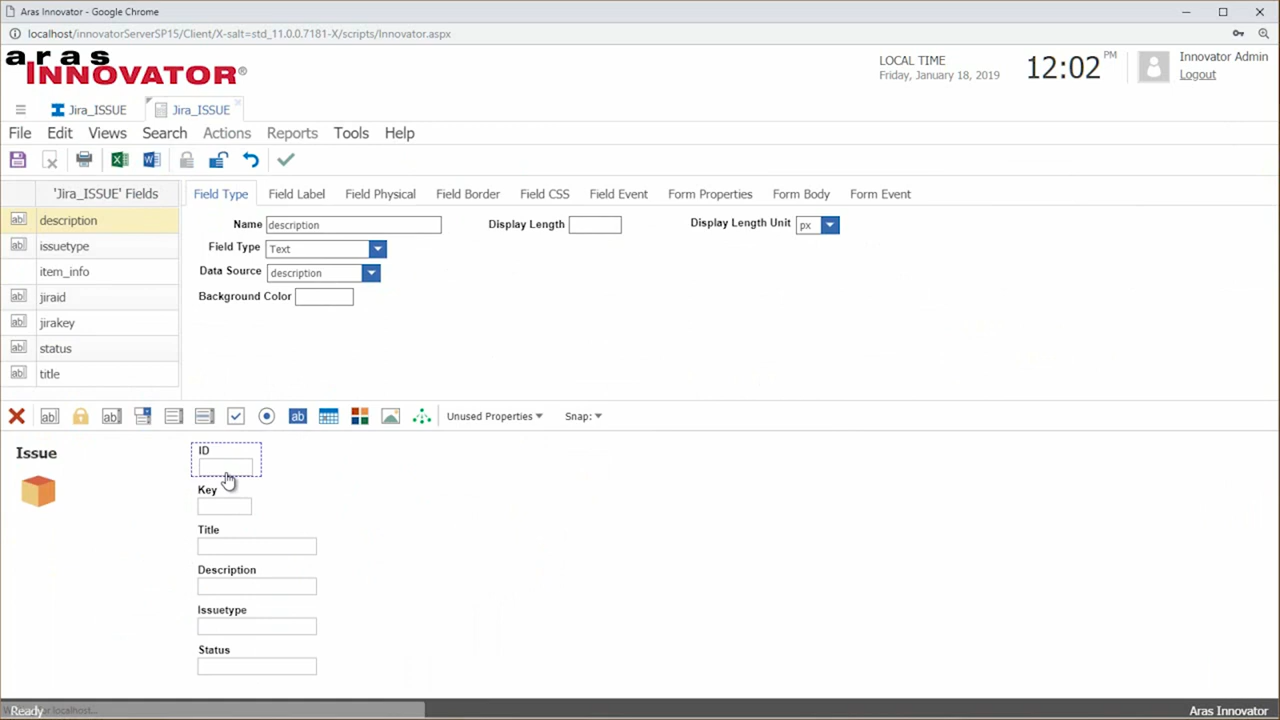 Aras Innovator - Google Chrome
localhost/innovatorServerSP15/Client/X-salt=std_11.0.0.7181-X/scripts/Innovator.aspx
aras
INNOVATOR®
LOCAL TIME
Friday, January 18, 2019
12:02 PM
Innovator Admin
Logout
Jira_ISSUE
Jira_ISSUE
File Edit Views Search Actions Reports Tools Help
'Jira_ISSUE' Fields
Field Type Field Label Field Physical Field Border Field CSS Field Event Form Properties Form Body Form Event
description
issuetype
item_info
jiraid
jirakey
status
title
Name description
Display Length
Display Length Unit px
Field Type Text
Data Source description
Background Color
Unused Properties
Snap:
Issue
ID
Key
Title
Description
Issuetype
Status
Ready
localhost...
Aras Innovator